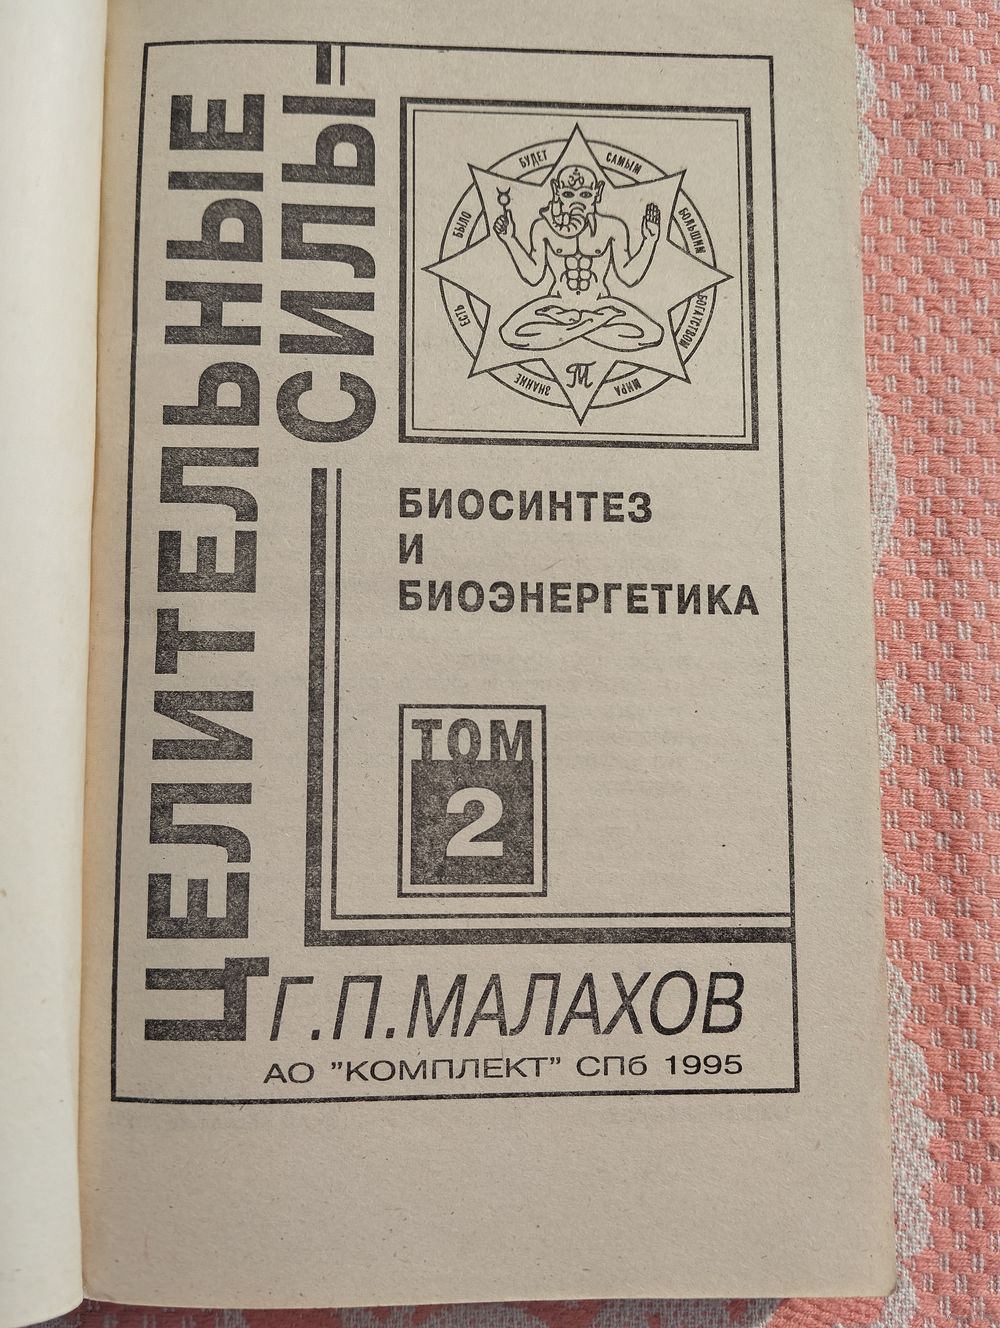 ЦЕЛИТЕЛЬНЫЕ
СИЛЫ
ЗНАНИЕ ЕСТЬ БЫЛО БУДЕТ САМЫМ БОЛЬШИМ БОГАТСТВОМ МИРА
М
БИОСИНТЕЗ
И
БИОЭНЕРГЕТИКА
ТОМ
2
Г.П.МАЛАХОВ
АО "КОМПЛЕКТ" СПб 1995